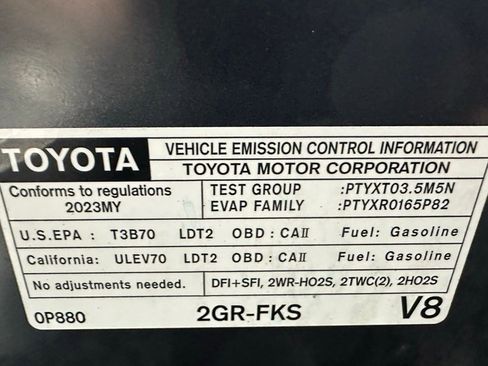 TOYOTA
VEHICLE EMISSION CONTROL INFORMATION
TOYOTA MOTOR CORPORATION
Conforms to regulations
2023MY
TEST GROUP :PTYXT03.5M5N
EVAP FAMILY :PTYXR0165P82
U.S.EPA : T3B70 LDT2 OBD : CAII Fuel: Gasoline
California: ULEV70 LDT2 OBD : CAII Fuel: Gasoline
No adjustments needed. DFI+SFI, 2WR-HO2S, 2TWC(2), 2HO2S
0P880 2GR-FKS V8